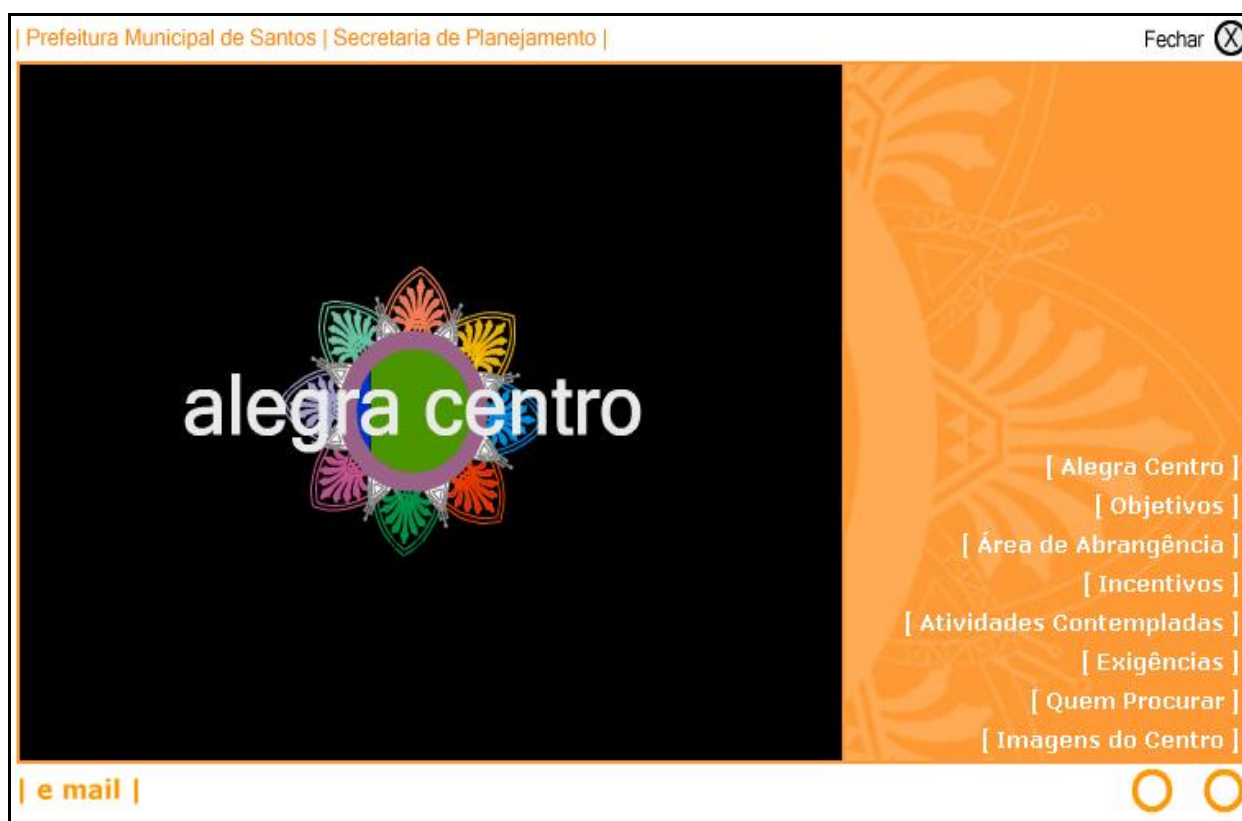 | Prefeitura Municipal de Santos | Secretaria de Planejamento |
Fechar X
alegra centro
[ Alegra Centro ]
[ Objetivos ]
[ Área de Abrangência ]
[ Incentivos ]
[ Atividades Contempladas ]
[ Exigências ]
[ Quem Procurar ]
[ Imagens do Centro ]
| e mail |